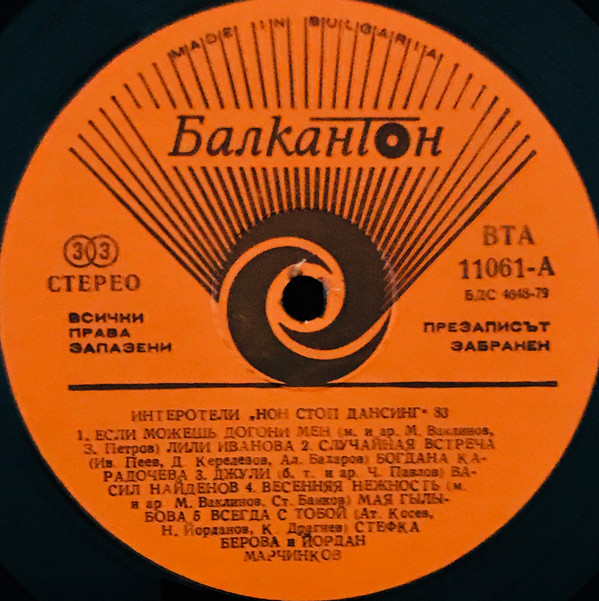 MADE IN BULGARIA
Балкантон
33
СТЕРЕО
ВТА
11061-А
БДС 4648-79
ВСИЧКИ
ПРАВА
ЗАПАЗЕНИ
ПРЕЗАПИСЪТ
ЗАБРАНЕН
ИНТЕРОТЕЛИ „НОН СТОП ДАНСИНГ" 83
1. ЕСЛИ МОЖЕШЬ ДОГОНИ МЕН (м. и ар. М. Ваклинов,
З. Петров) ЛИЛИ ИВАНОВА 2. СЛУЧАЙНАЯ ВСТРЕЧА
(Ив. Пеев, Д. Керелезов, Ал. Бахаров) БОГДАНА КА-
РАДОЧЕВА 3. ДЖУЛИ (б. т. и ар. Ч. Павлов) ВА-
СИЛ НАЙДЕНОВ 4. ВЕСЕННЯЯ НЕЖНОСТЬ (м.
и ар М. Ваклинов, Ст. Банков) МАЯ ГЫЛЫ-
БОВА 5 ВСЕГДА С ТОБОЙ (Ат. Косев,
Н. Йорданов, К. Драгнев) СТЕФКА
БЕРОВА и ЙОРДАН
МАРЧИНКОВ